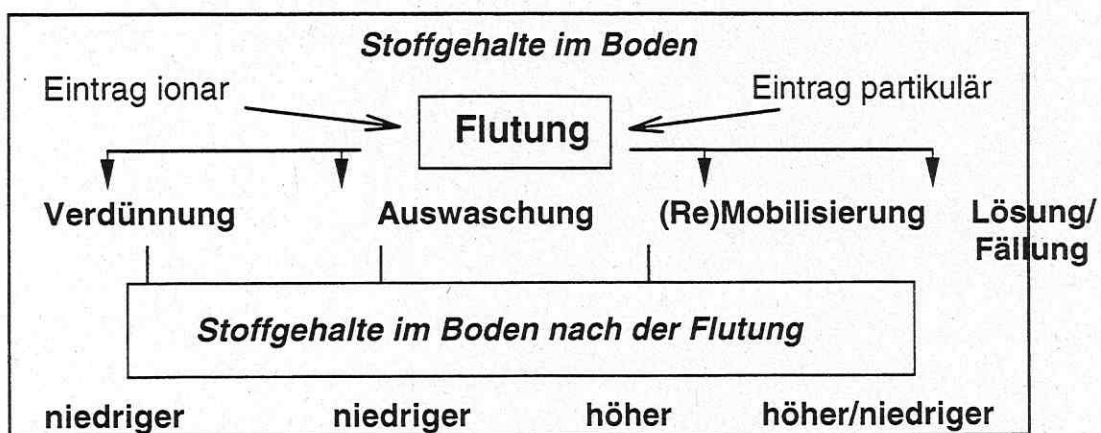 Stoffgehalte im Boden
Eintrag ionar
Eintrag partikulär
Flutung
Verdünnung Auswaschung (Re)Mobilisierung Lösung/
Fällung
Stoffgehalte im Boden nach der Flutung
niedriger niedriger höher höher/niedriger